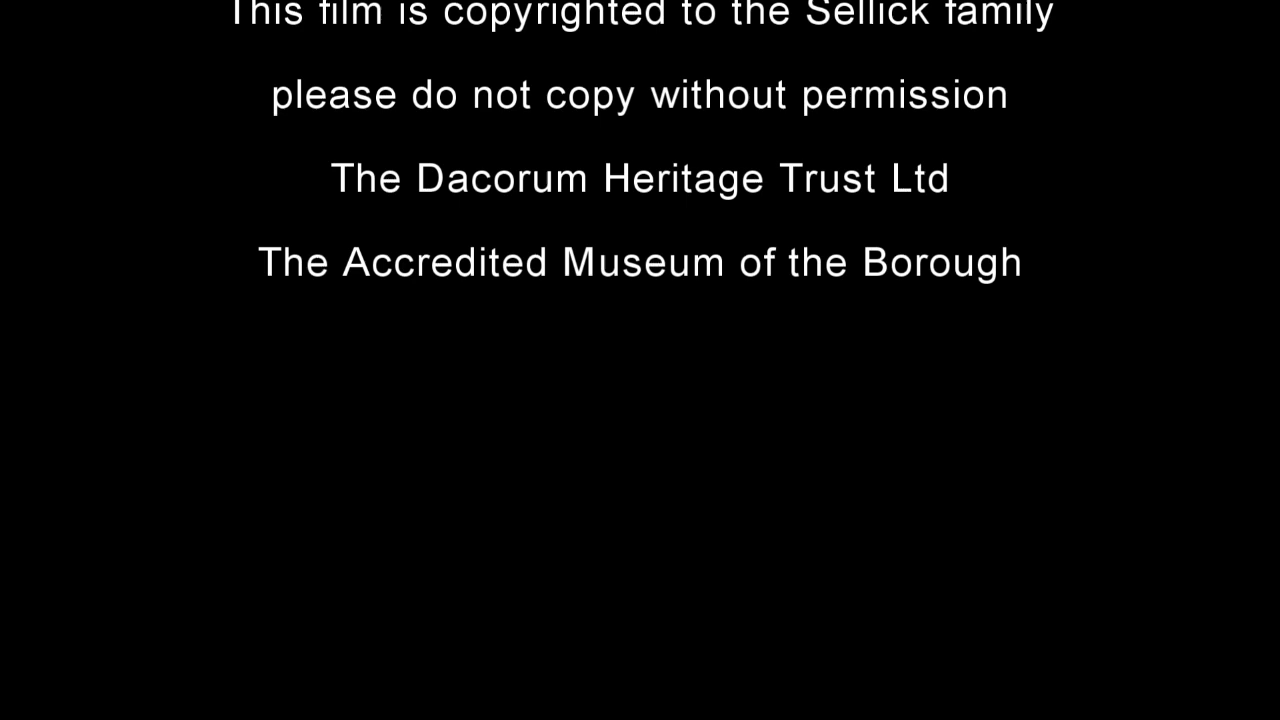 This film is copyrighted to the Sellick family
please do not copy without permission
The Dacorum Heritage Trust Ltd
The Accredited Museum of the Borough